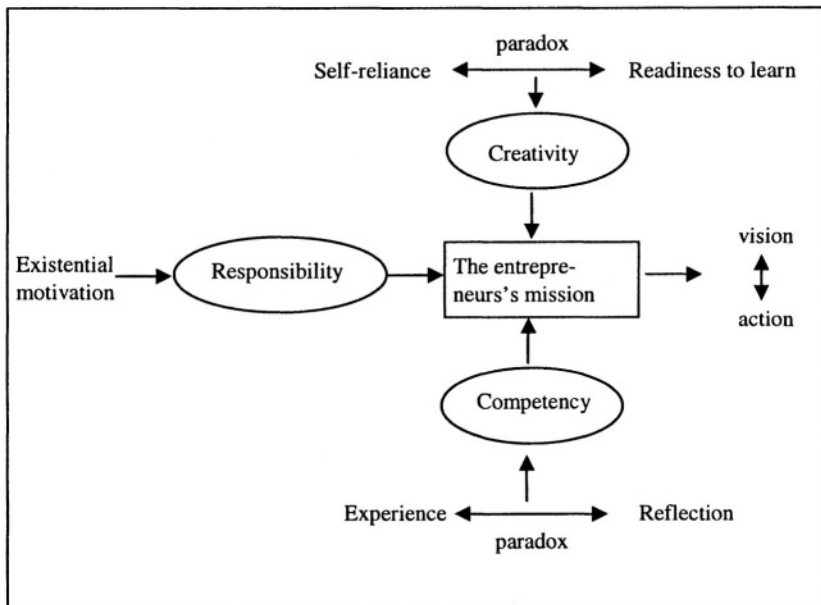 paradox
Self-reliance
Readiness to learn
Creativity
Existential
motivation
Responsibility
The entrepre-
neurs's mission
vision
action
Competency
Experience
Reflection
paradox